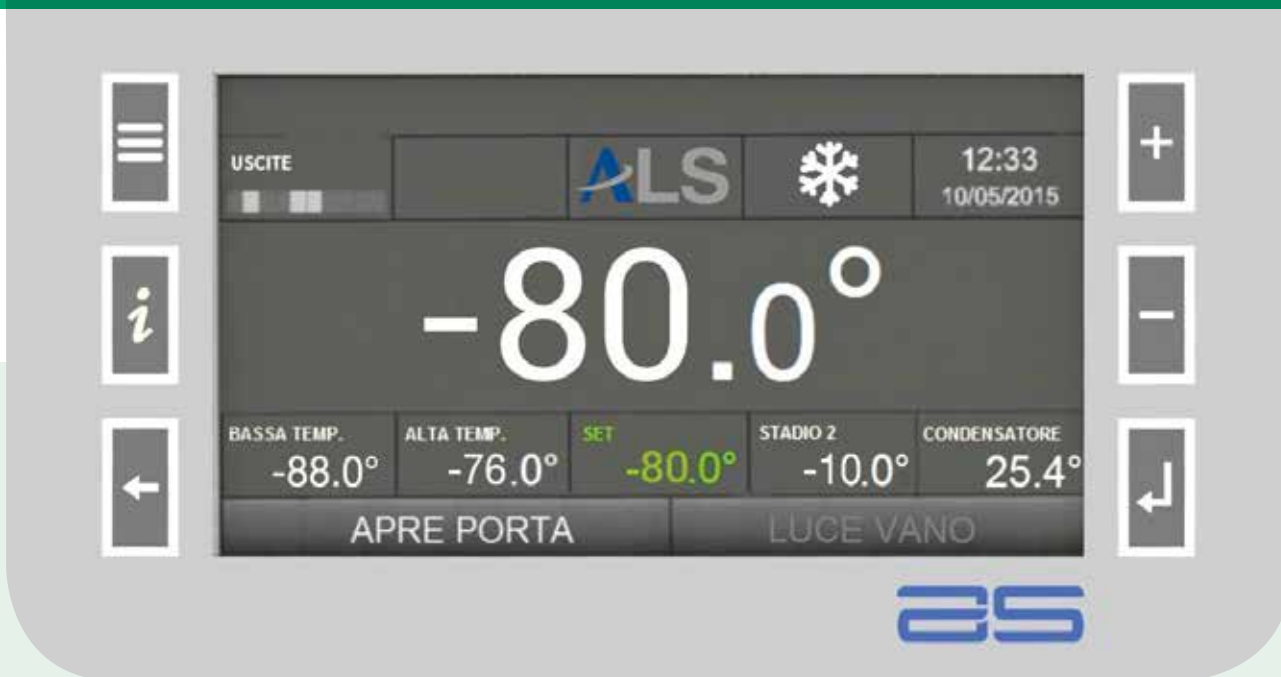 USCITE
ALS
12:33
10/05/2015
-80.0°
BASSA TEMP.
-88.0°
ALTA TEMP.
-76.0°
SET
-80.0°
STADIO 2
-10.0°
CONDENSATORE
25.4°
APRE PORTA
LUCE VANO
+
i
-
as